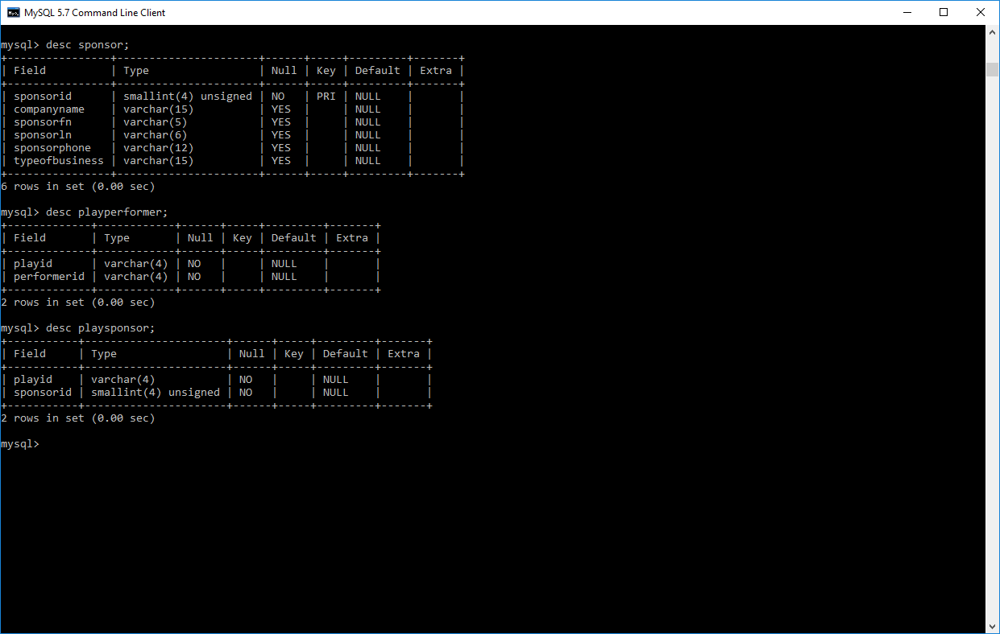 MySQL 5.7 Command Line Client
mysql> desc sponsor;
+----------------+----------------------+------+-----+---------+-------+
| Field          | Type                 | Null | Key | Default | Extra |
+----------------+----------------------+------+-----+---------+-------+
| sponsorid      | smallint(4) unsigned | NO   | PRI | NULL    |       |
| companyname    | varchar(15)          | YES  |     | NULL    |       |
| sponsorfn      | varchar(5)           | YES  |     | NULL    |       |
| sponsorln      | varchar(6)           | YES  |     | NULL    |       |
| sponsorphone   | varchar(12)          | YES  |     | NULL    |       |
| typeofbusiness | varchar(15)          | YES  |     | NULL    |       |
+----------------+----------------------+------+-----+---------+-------+
6 rows in set (0.00 sec)
mysql> desc playperformer;
+-------------+------------+------+-----+---------+-------+
| Field       | Type       | Null | Key | Default | Extra |
+-------------+------------+------+-----+---------+-------+
| playid      | varchar(4) | NO   |     | NULL    |       |
| performerid | varchar(4) | NO   |     | NULL    |       |
+-------------+------------+------+-----+---------+-------+
2 rows in set (0.00 sec)
mysql> desc playsponsor;
+-----------+----------------------+------+-----+---------+-------+
| Field     | Type                 | Null | Key | Default | Extra |
+-----------+----------------------+------+-----+---------+-------+
| playid    | varchar(4)           | NO   |     | NULL    |       |
| sponsorid | smallint(4) unsigned | NO   |     | NULL    |       |
+-----------+----------------------+------+-----+---------+-------+
2 rows in set (0.00 sec)
mysql>